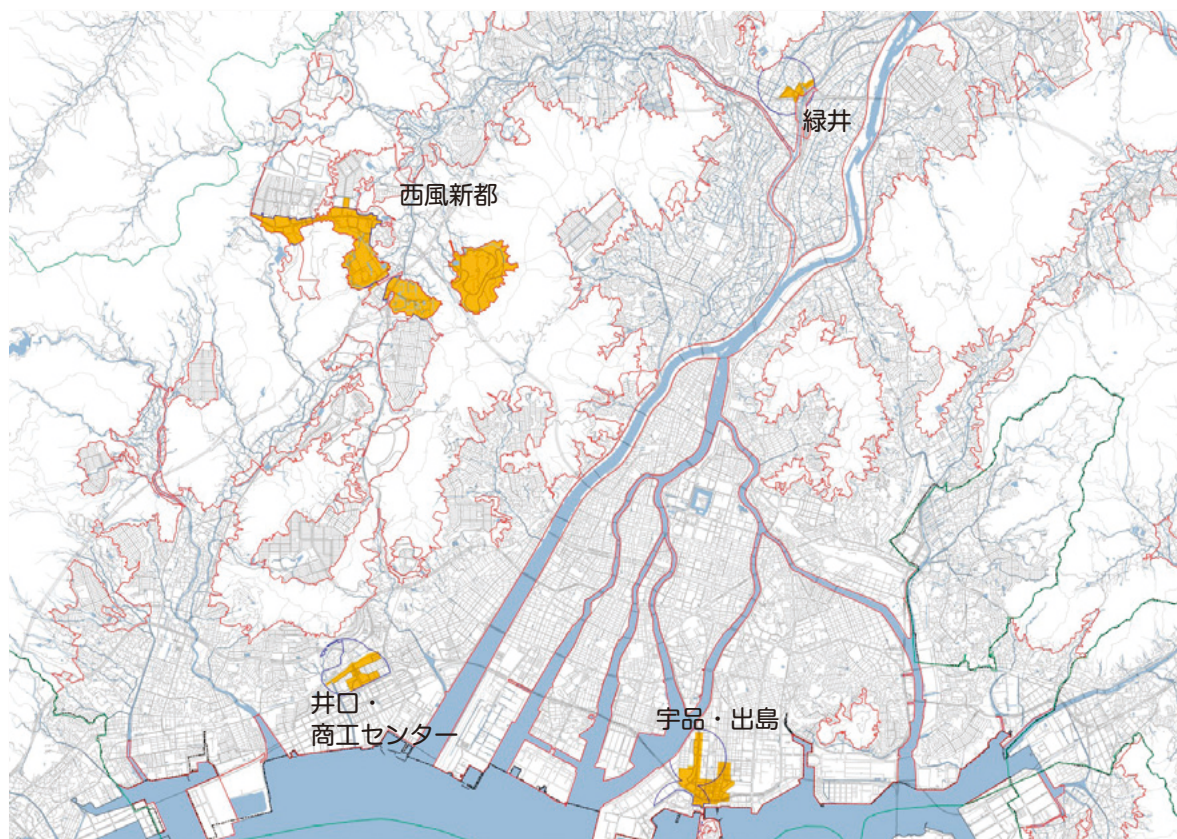 緑井
西風新都
井口・
商工センター
宇品・出島